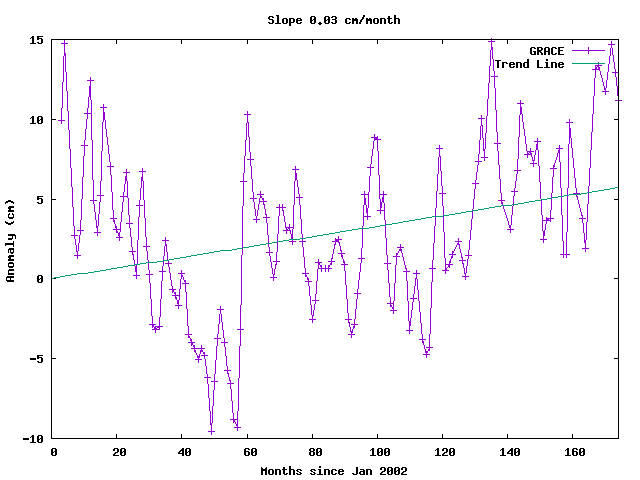 Slope 0.03 cm/month
GRACE
Trend Line
15
10
5
0
-5
-10
Anomaly (cm)
0 20 40 60 80 100 120 140 160
Months since Jan 2002